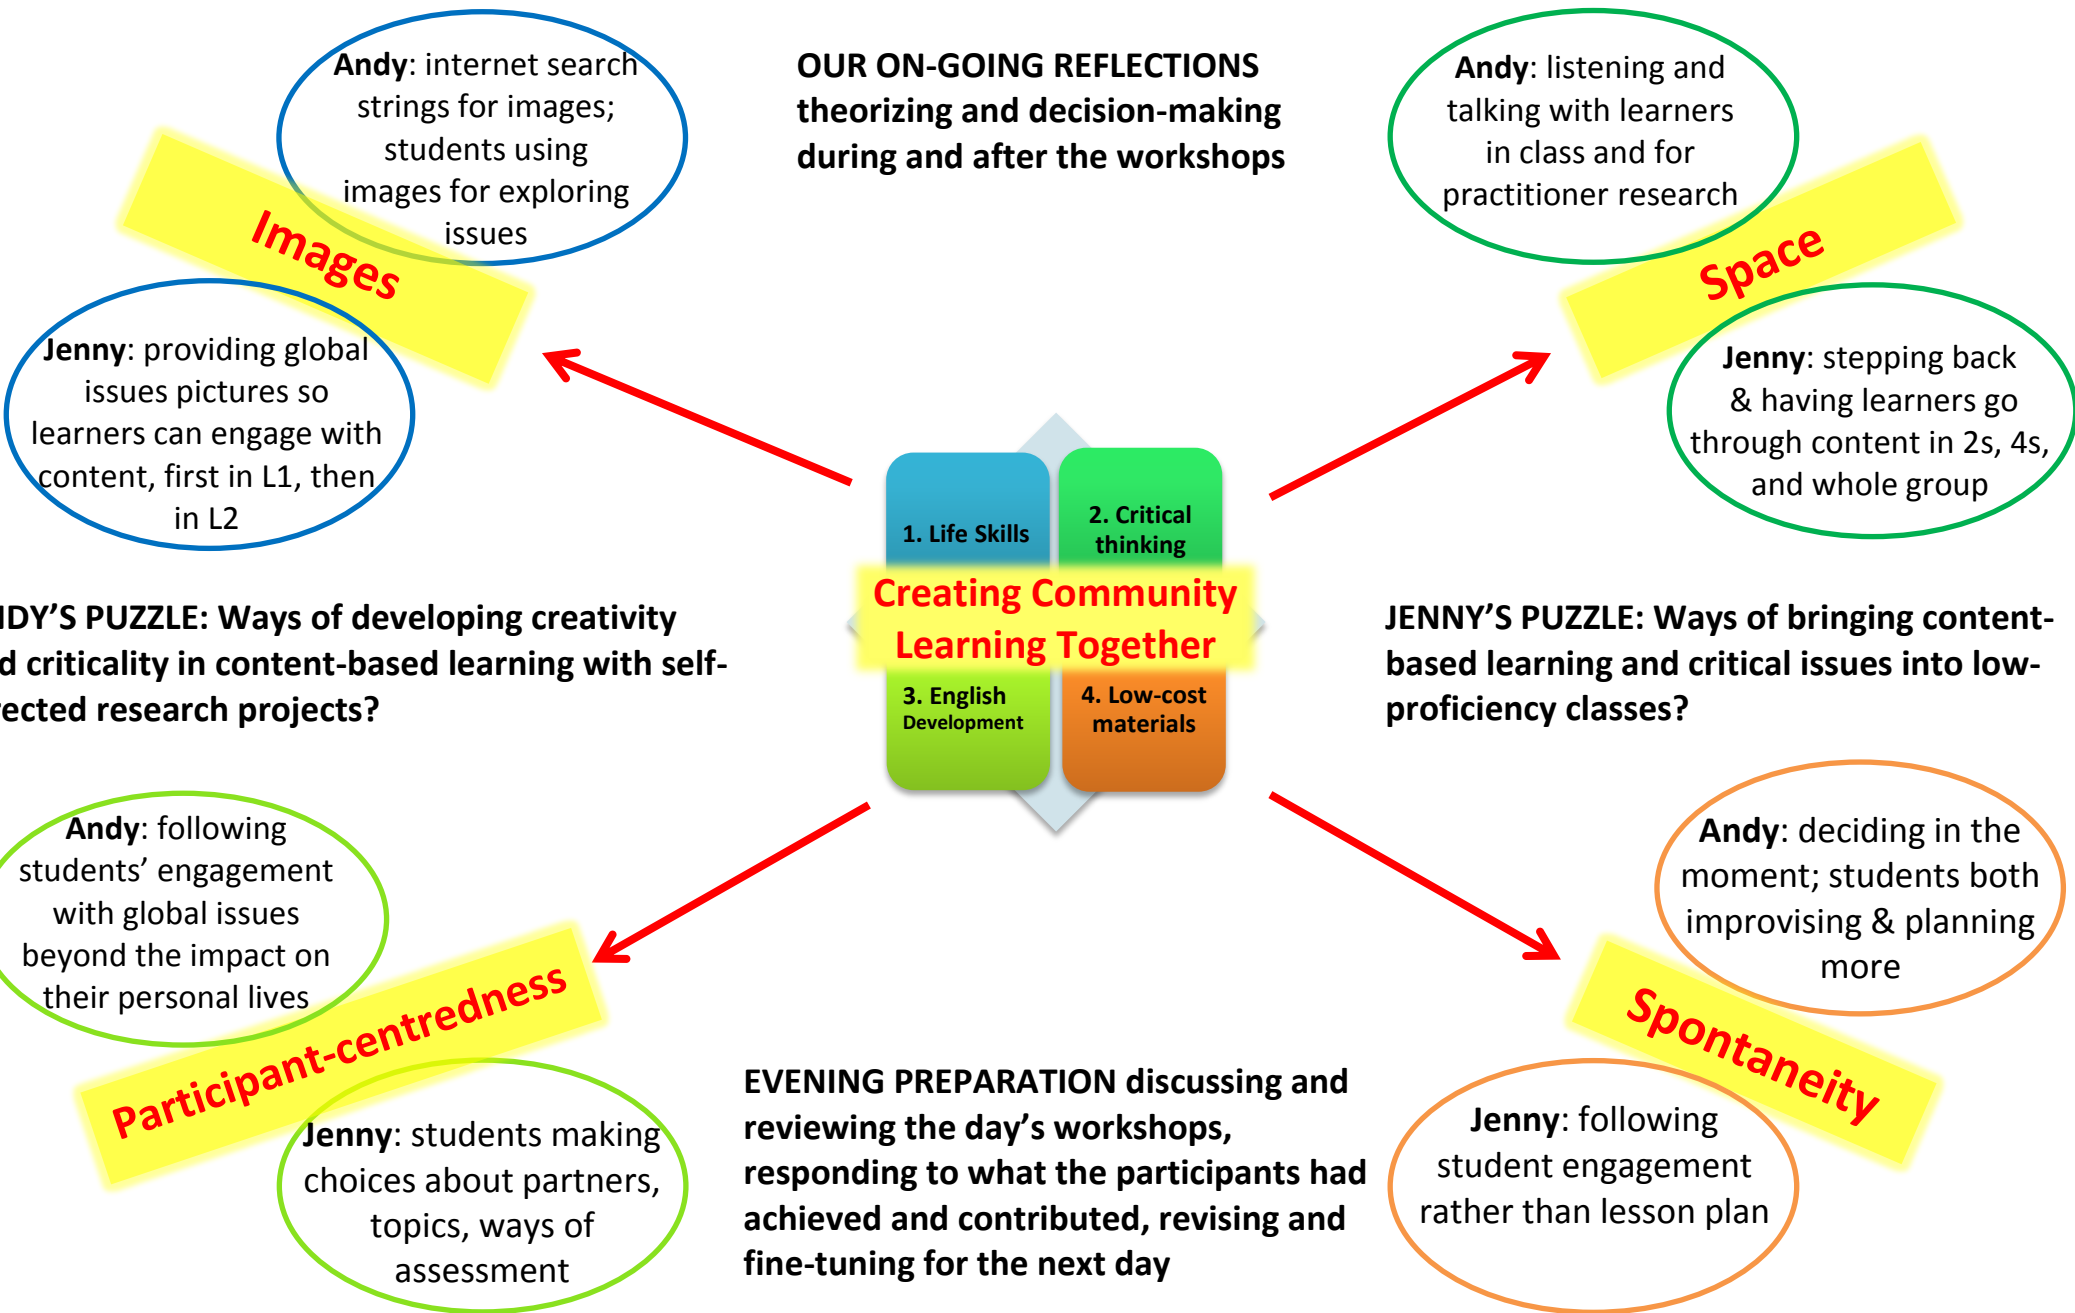 Andy: internet search
strings for images;
students using
images for exploring
issues
Images
Jenny: providing global
issues pictures so
learners can engage with
content, first in L1, then
in L2
OUR ON-GOING REFLECTIONS
theorizing and decision-making
during and after the workshops
Andy: listening and
talking with learners
in class and for
practitioner research
Space
Jenny: stepping back
& having learners go
through content in 2s, 4s,
and whole group
NDY’S PUZZLE: Ways of developing creativity
d criticality in content-based learning with self-
rected research projects?
1. Life Skills
2. Critical
thinking
Creating Community
Learning Together
3. English
Development
4. Low-cost
materials
JENNY’S PUZZLE: Ways of bringing content-
based learning and critical issues into low-
proficiency classes?
Andy: following
students’ engagement
with global issues
beyond the impact on
their personal lives
Participant-centredness
Jenny: students making
choices about partners,
topics, ways of
assessment
EVENING PREPARATION discussing and
reviewing the day’s workshops,
responding to what the participants had
achieved and contributed, revising and
fine-tuning for the next day
Andy: deciding in the
moment; students both
improvising & planning
more
Spontaneity
Jenny: following
student engagement
rather than lesson plan